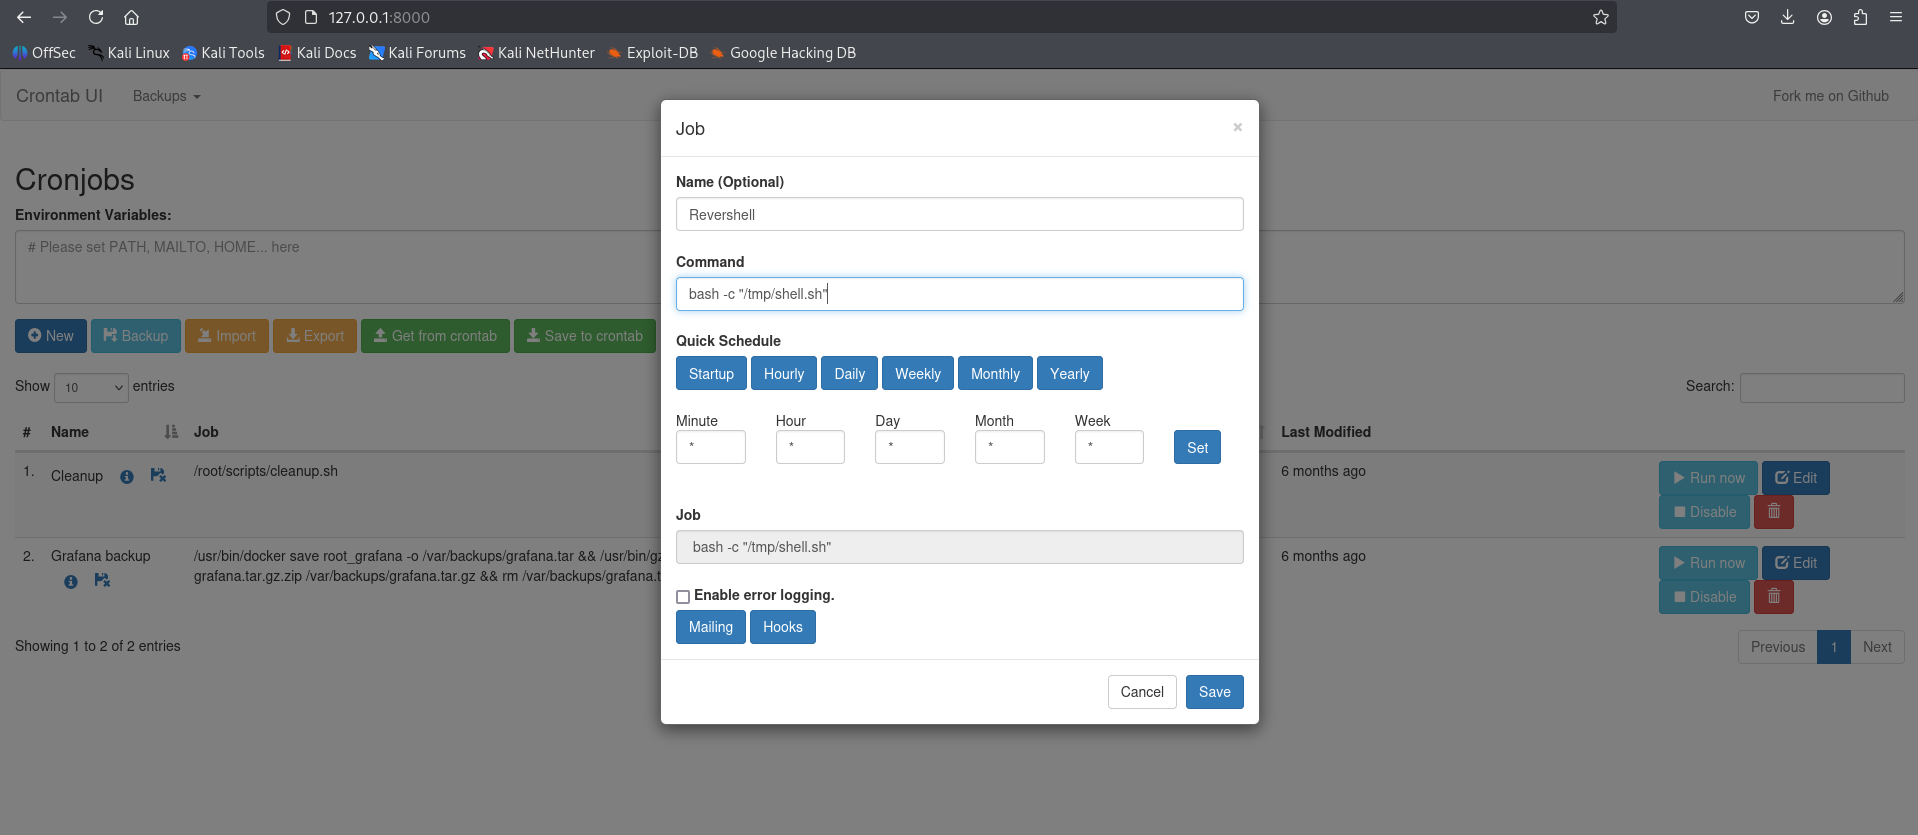 127.0.0.1:8000
OffSec Kali Linux Kali Tools Kali Docs Kali Forums Kali NetHunter Exploit-DB Google Hacking DB
Crontab UI Backups Fork me on Github
Cronjobs
Environment Variables:
# Please set PATH, MAILTO, HOME... here
New Backup Import Export Get from crontab Save to crontab
Show 10 entries Search:
# Name Job Last Modified
1. Cleanup /root/scripts/cleanup.sh 6 months ago Run now Edit
Disable
2. Grafana backup /usr/bin/docker save root_grafana -o /var/backups/grafana.tar && /usr/bin/gz 6 months ago Run now Edit
grafana.tar.gz.zip /var/backups/grafana.tar.gz && rm /var/backups/grafana.t Disable
Showing 1 to 2 of 2 entries Previous 1 Next
Job ×
Name (Optional)
Revershell
Command
bash -c "/tmp/shell.sh"
Quick Schedule
Startup Hourly Daily Weekly Monthly Yearly
Minute Hour Day Month Week
* * * * * Set
Job
bash -c "/tmp/shell.sh"
Enable error logging.
Mailing Hooks
Cancel Save